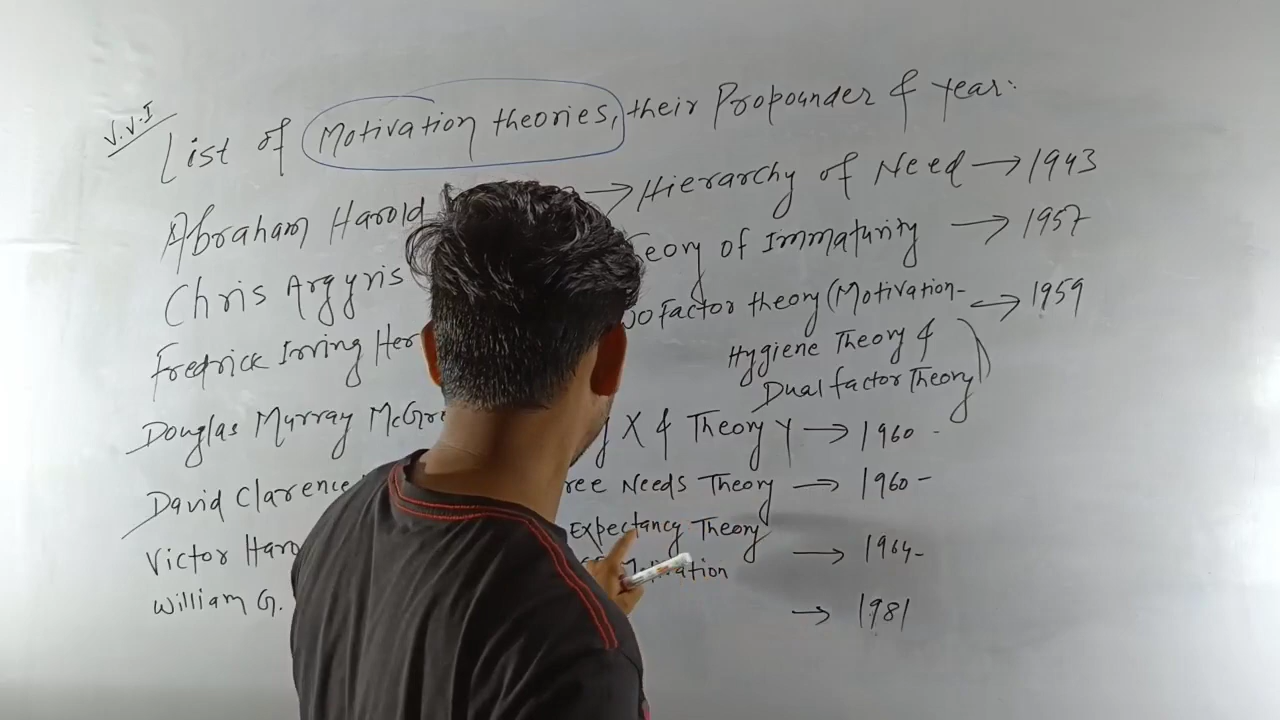 V.V.I
List of Motivation theories, their Propounder & Year:
Abraham Harold → Hierarchy of Need → 1943
Chris Argyris eory of Immaturity → 1957
Fredrick Irving Her wo Factor theory (Motivation- → 1959
Hygiene Theory &
Dual factor Theory)
Douglas Murray McGre y X & Theory Y → 1960 -
David Clarence ree Needs Theory → 1960 -
Victor Haro Expectancy Theory → 1964 -
William G. → 1981